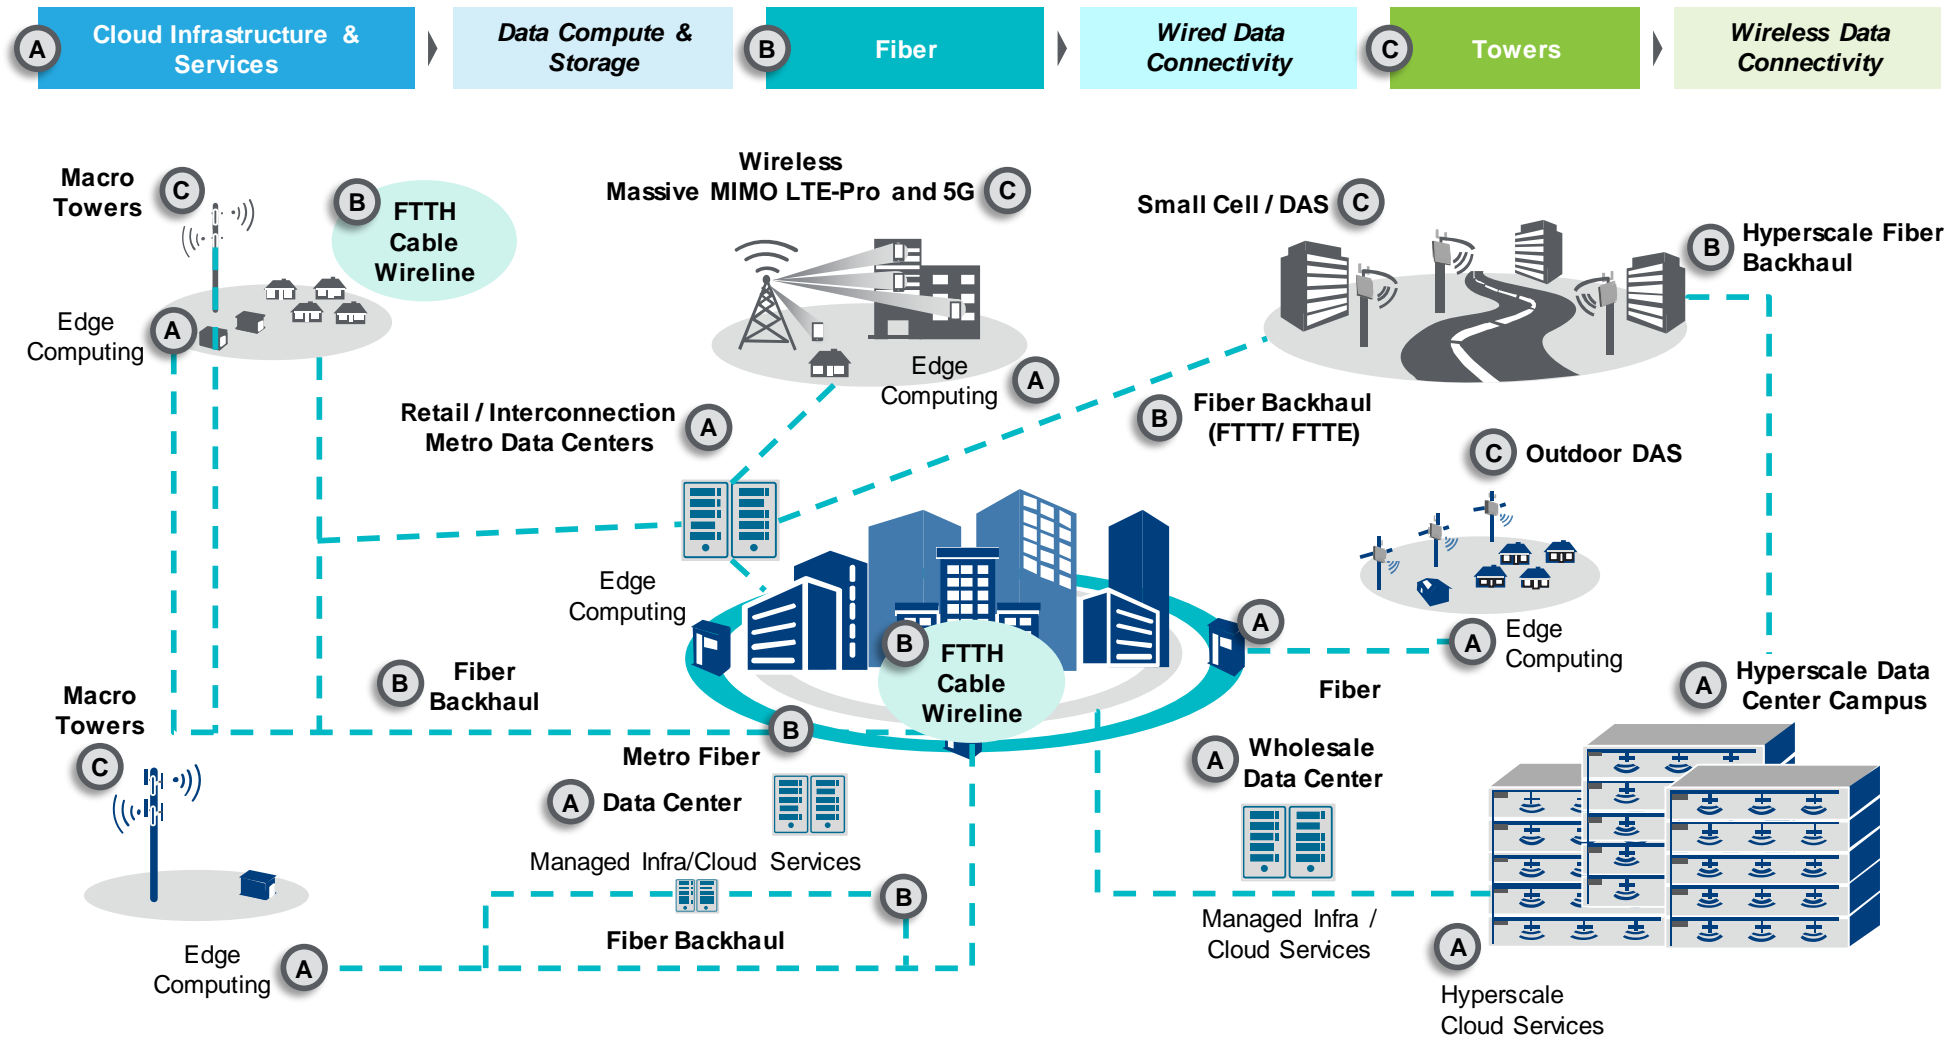 A
Cloud Infrastructure &
Services
Data Compute &
Storage
B
Fiber
Wired Data
Connectivity
C
Towers
Wireless Data
Connectivity
Macro
Towers
C
B
FTTH
Cable
Wireline
Edge
Computing
A
Wireless
Massive MIMO LTE-Pro and 5G
C
Edge
Computing
A
Small Cell / DAS
C
B
Hyperscale Fiber
Backhaul
Retail / Interconnection
Metro Data Centers
A
B
Fiber Backhaul
(FTTT/ FTTE)
C
Outdoor DAS
Edge
Computing
A
A
Edge
Computing
B
FTTH
Cable
Wireline
Fiber
B
Fiber
Backhaul
A
Hyperscale Data
Center Campus
Macro
Towers
C
Metro Fiber
B
A
Data Center
A
Wholesale
Data Center
Managed Infra/Cloud Services
B
Fiber Backhaul
Edge
Computing
A
Managed Infra /
Cloud Services
A
Hyperscale
Cloud Services